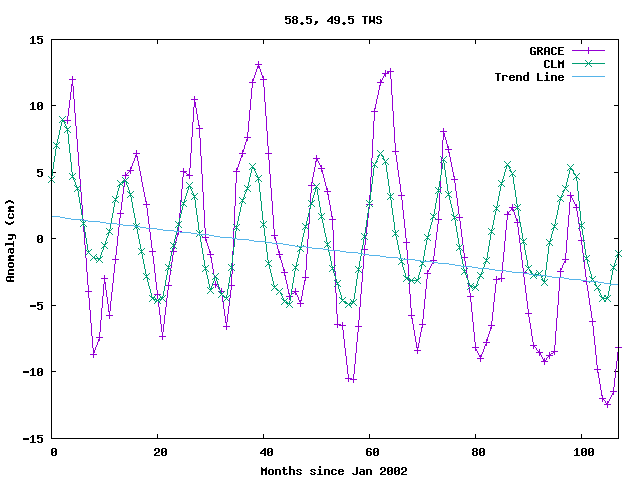 58.5, 49.5 TWS
GRACE
CLM
Trend Line
15
10
5
0
-5
-10
-15
Anomaly (cm)
0 20 40 60 80 100
Months since Jan 2002